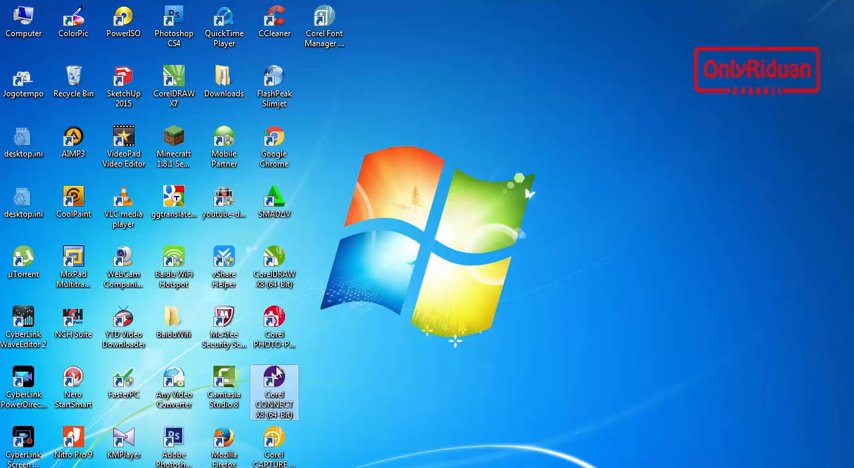 Computer
ColorPic
PowerISO
Photoshop
CS4
QuickTime
Player
CCleaner
Corel Font
Manager ...
Jogotempo
Recycle Bin
SketchUp
2015
CorelDRAW
X7
Downloads
FlashPeak
Slimjet
desktop.ini
AIMP3
VideoPad
Video Editor
Minecraft
1.8.1 Se...
Mobile
Partner
Google
Chrome
desktop.ini
CoolPaint
VLC media
player
ggtranslate...
youtube-d...
SMADΔV
µTorrent
MixPad
Multitra...
WebCam
Compani...
Baidu WiFi
Hotspot
vShare
Helper
CorelDRAW
X8 (64-Bit)
CyberLink
WaveEditor 2
NCH Suite
YTD Video
Downloader
BaiduWifi
McAfee
Security Sc...
Corel
PHOTO-P...
CyberLink
PowerDirec...
Nero
StartSmart
FasterPC
Any Video
Converter
Camtasia
Studio 8
Corel
CONNECT
X8 (64-Bit)
CyberLink
Screen ...
Nitro Pro 9
KMPlayer
Adobe
Photosh...
Mozilla
Firefox
Corel
CAPTURE ...
OnlyRiduan
CHANNEL